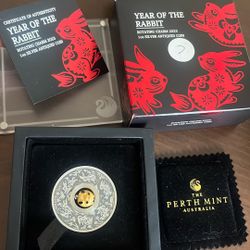 CERTIFICATE OF AUTHENTICITY
YEAR OF THE
RABBIT
ROTATING CHARM 2023
1oz SILVER ANTIQUED COIN
YEAR OF THE
RABBIT
ROTATING CHARM 2023
1oz SILVER ANTIQUED COIN
THE
PERTH MINT
AUSTRALIA